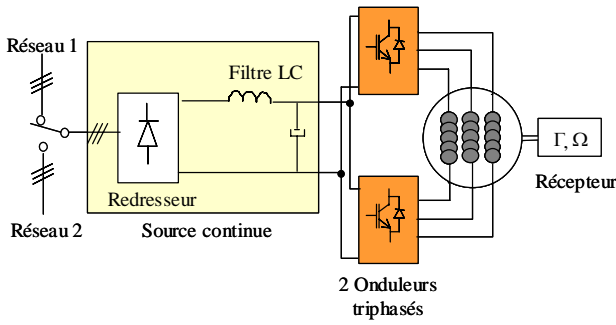 Réseau 1
Filtre LC
Redresseur
Réseau 2
Source continue
Γ, Ω
Récepteur
2 Onduleurs
triphasés